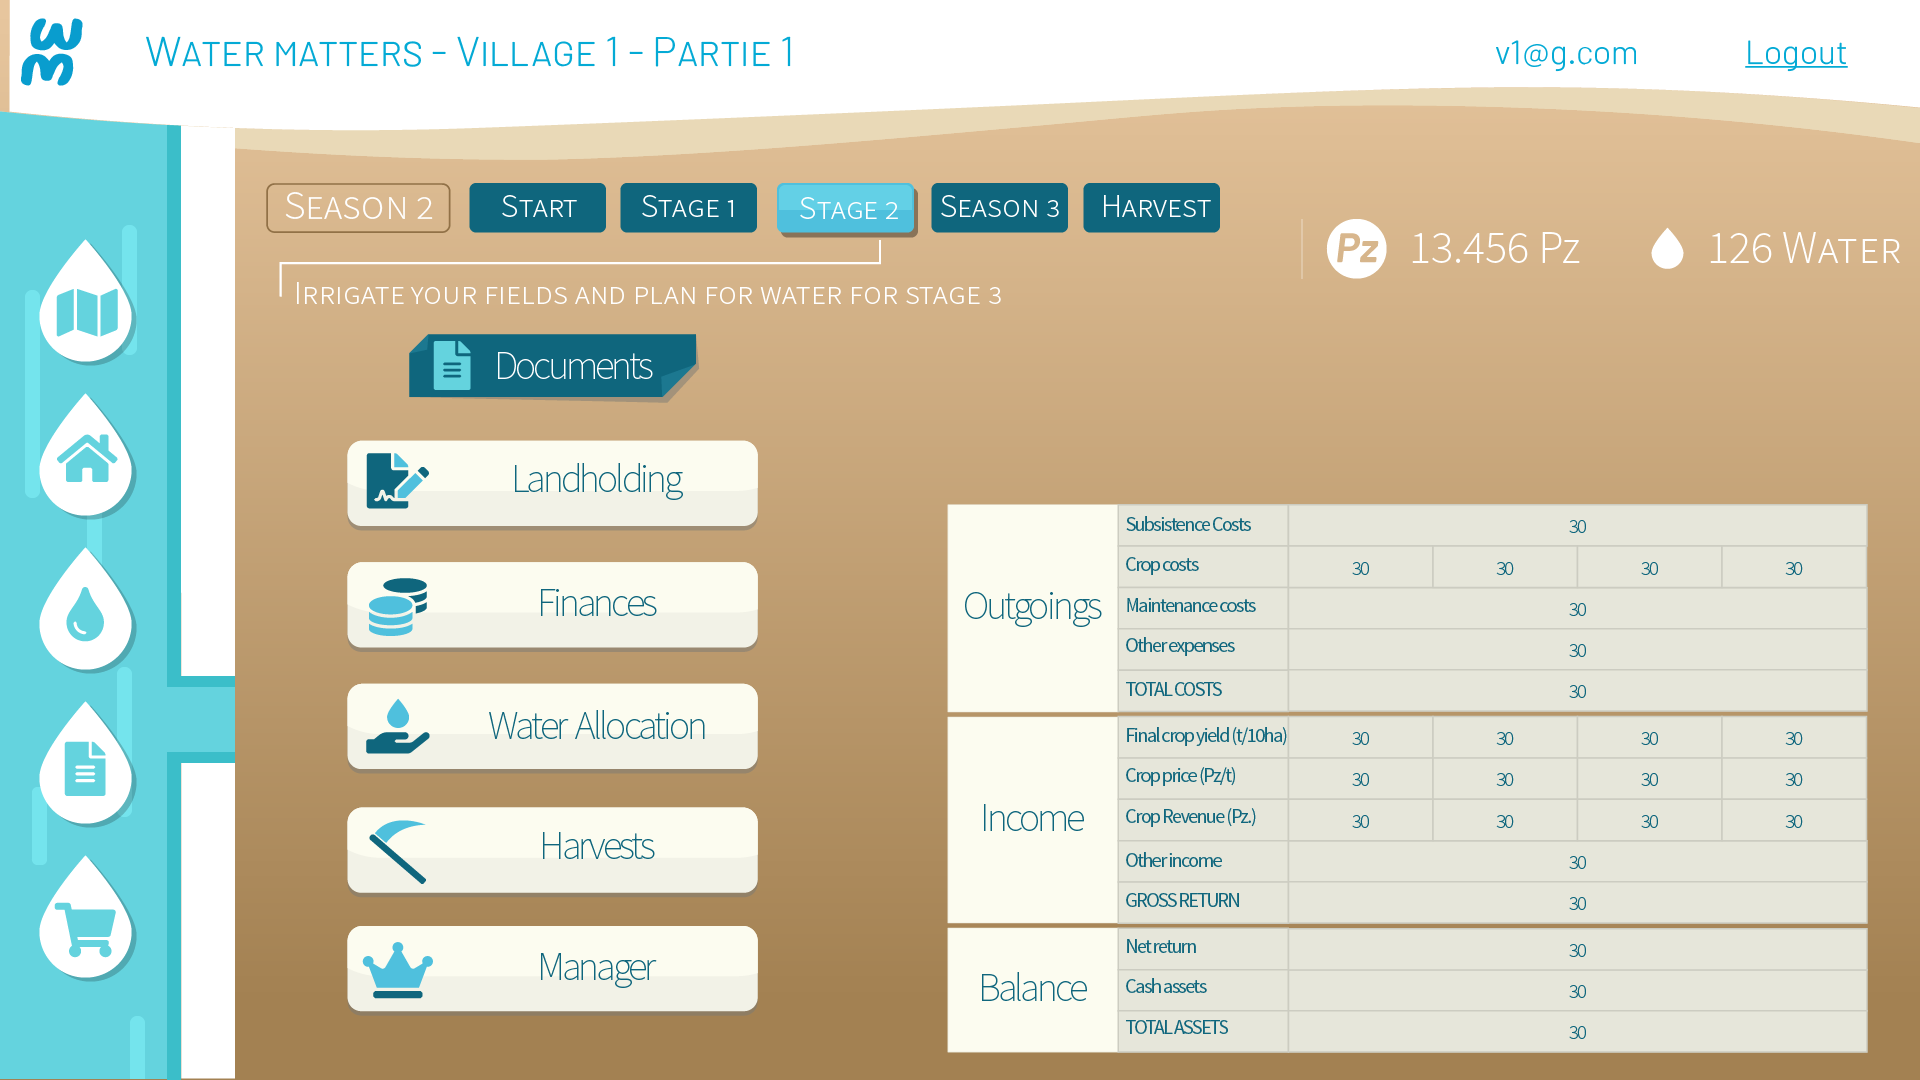 WM
WATER MATTERS - VILLAGE 1 - PARTIE 1
v1@g.com
Logout
SEASON 2
START
STAGE 1
STAGE 2
SEASON 3
HARVEST
Pz
13.456 Pz
126 WATER
IRRIGATE YOUR FIELDS AND PLAN FOR WATER FOR STAGE 3
Documents
Landholding
Finances
Water Allocation
Harvests
Manager
Outgoings
Subsistence Costs 30
Crop costs 30 30 30 30
Maintenance costs 30
Other expenses 30
TOTAL COSTS 30
Income
Final crop yield (t/10ha) 30 30 30 30
Crop price (Pz/t) 30 30 30 30
Crop Revenue (Pz.) 30 30 30 30
Other income 30
GROSS RETURN 30
Balance
Net return 30
Cash assets 30
TOTAL ASSETS 30